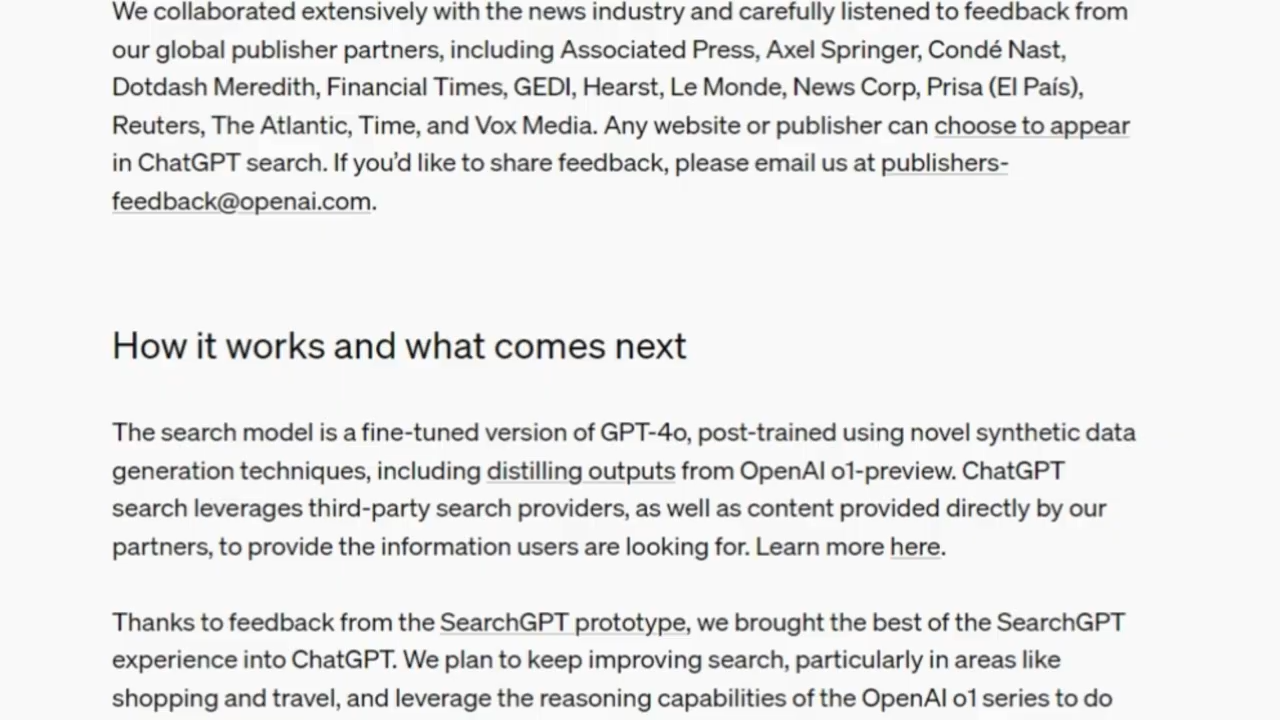 We collaborated extensively with the news industry and carefully listened to feedback from
our global publisher partners, including Associated Press, Axel Springer, Condé Nast,
Dotdash Meredith, Financial Times, GEDI, Hearst, Le Monde, News Corp, Prisa (El País),
Reuters, The Atlantic, Time, and Vox Media. Any website or publisher can choose to appear
in ChatGPT search. If you’d like to share feedback, please email us at publishers-
feedback@openai.com.
How it works and what comes next
The search model is a fine-tuned version of GPT-4o, post-trained using novel synthetic data
generation techniques, including distilling outputs from OpenAI o1-preview. ChatGPT
search leverages third-party search providers, as well as content provided directly by our
partners, to provide the information users are looking for. Learn more here.
Thanks to feedback from the SearchGPT prototype, we brought the best of the SearchGPT
experience into ChatGPT. We plan to keep improving search, particularly in areas like
shopping and travel, and leverage the reasoning capabilities of the OpenAI o1 series to do